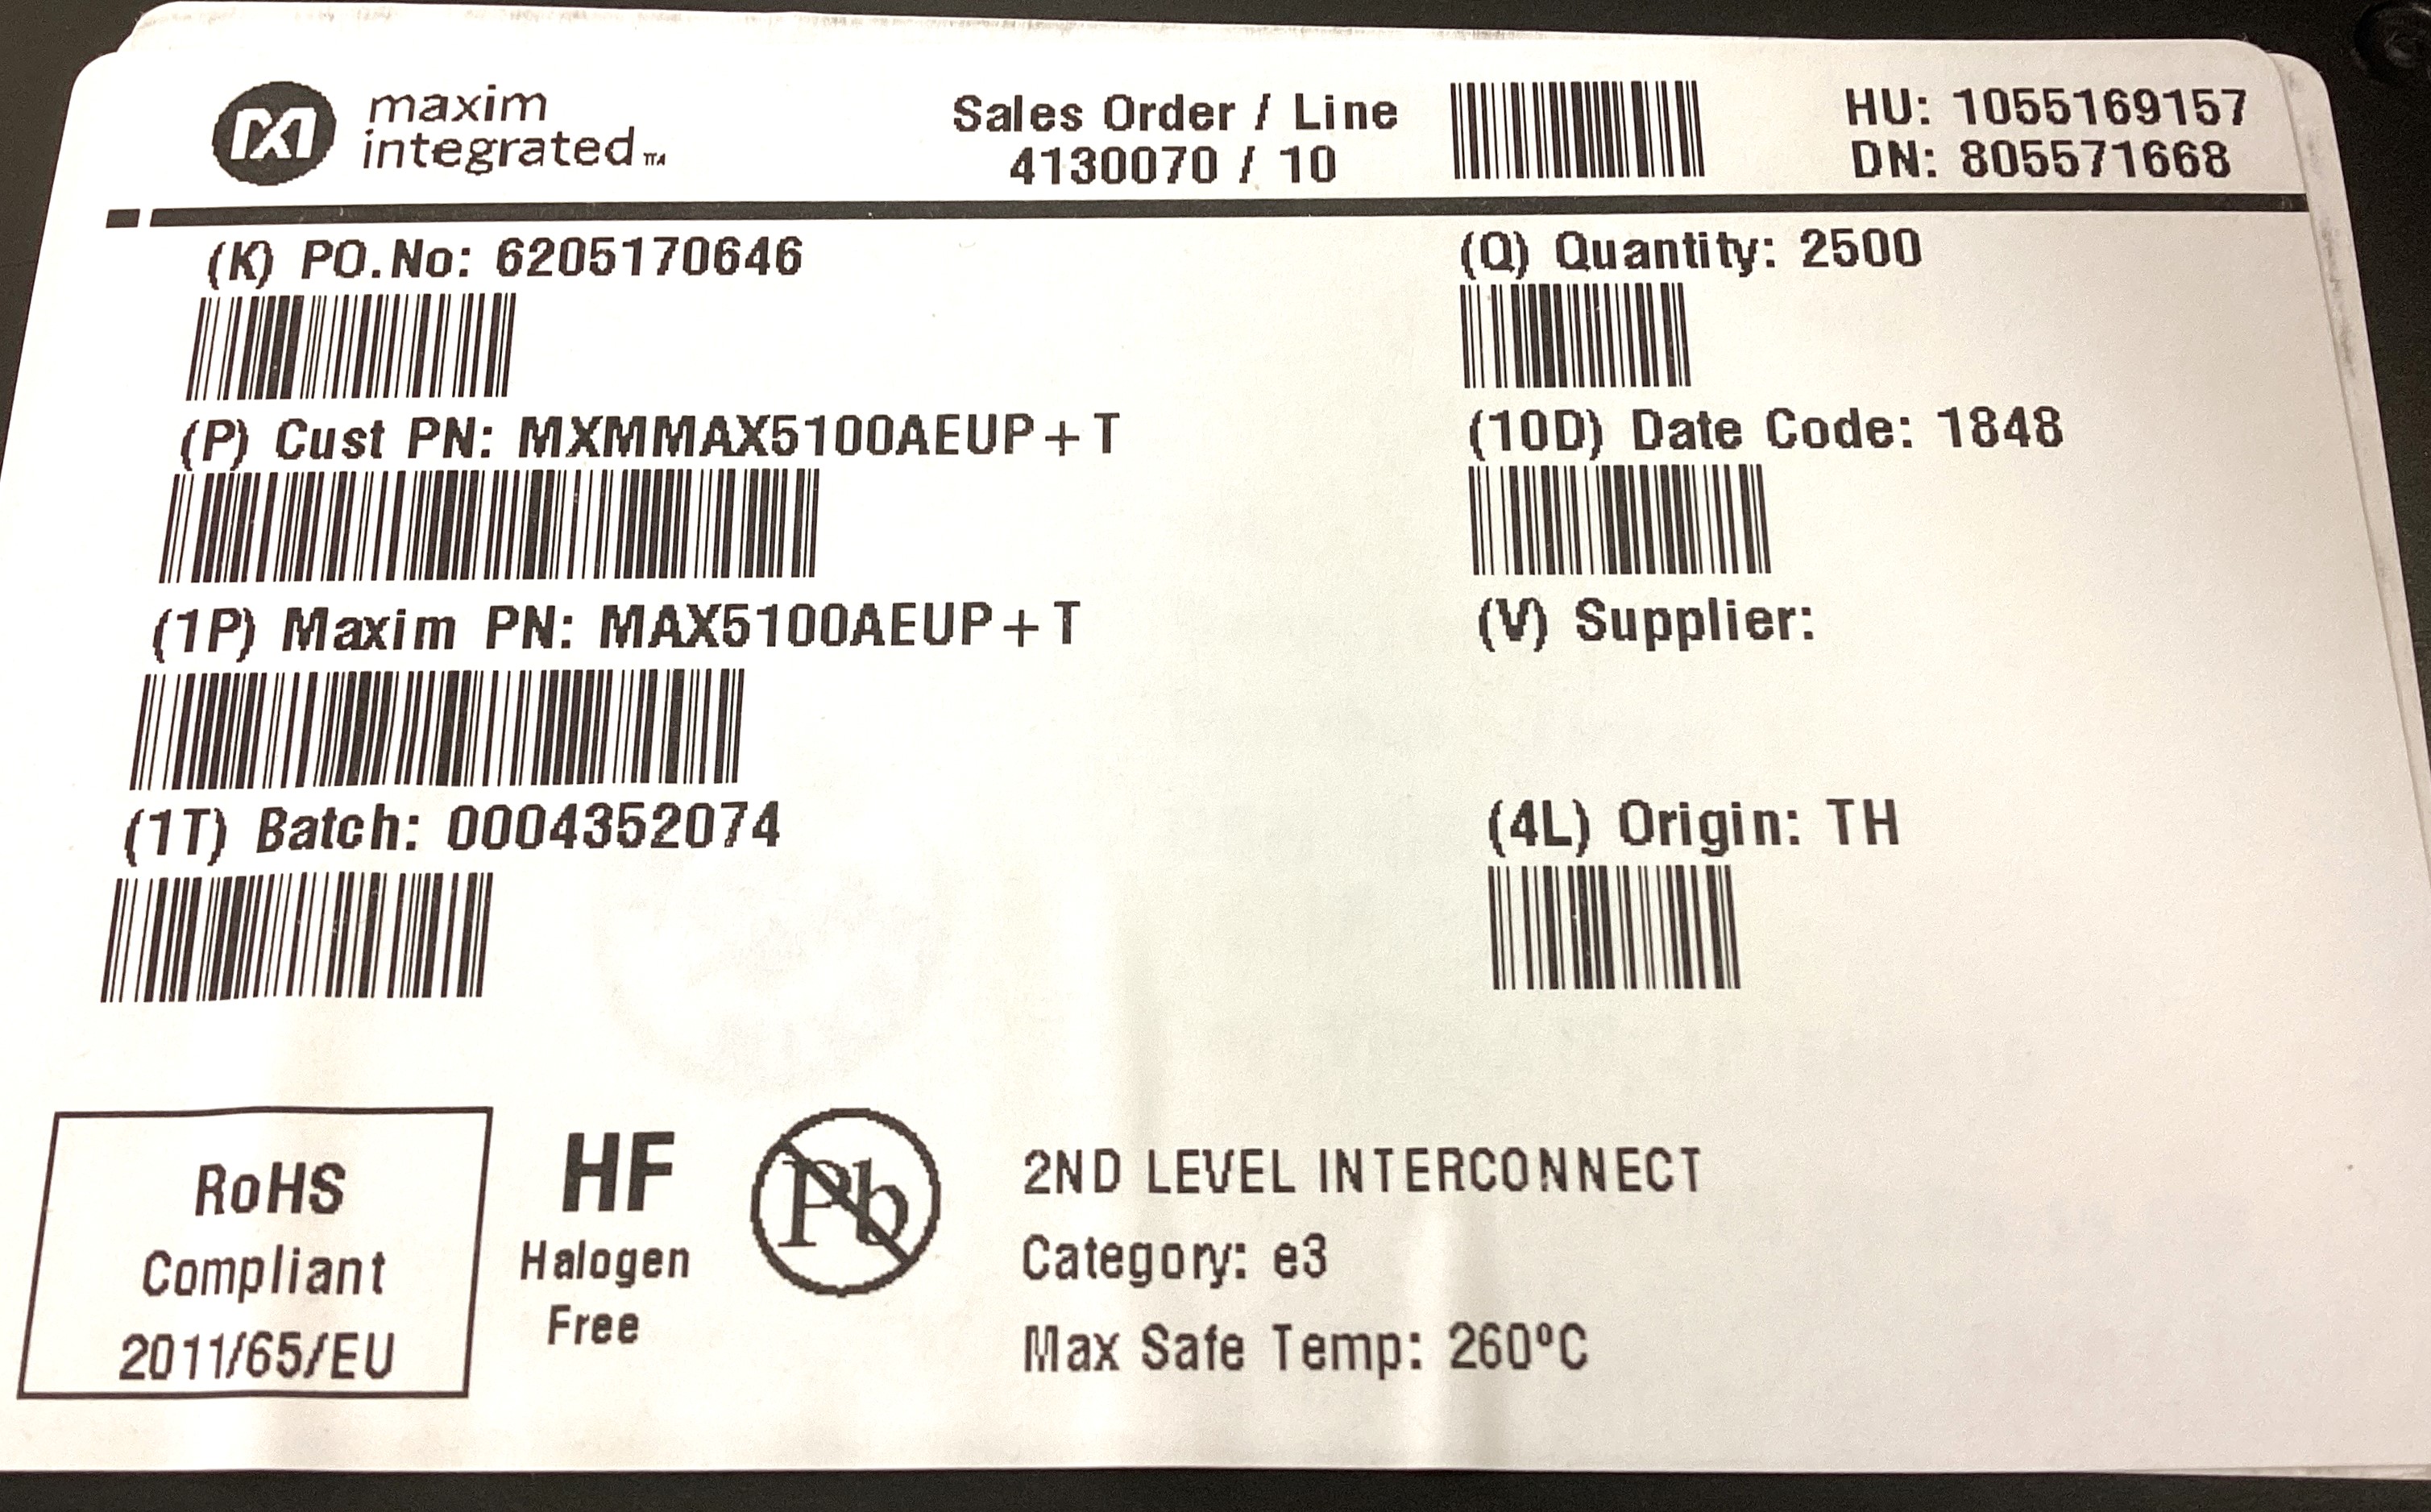 maxim
integrated™
Sales Order / Line
4130070 / 10
HU: 1055169157
DN: 805571668
(K) PO.No: 6205170646
(Q) Quantity: 2500
(P) Cust PN: MXMMAX5100AEUP+T
(10D) Date Code: 1848
(1P) Maxim PN: MAX5100AEUP+T
(V) Supplier:
(1T) Batch: 0004352074
(4L) Origin: TH
RoHS
Compliant
2011/65/EU
HF
Halogen
Free
Pb
2ND LEVEL INTERCONNECT
Category: e3
Max Safe Temp: 260ºC